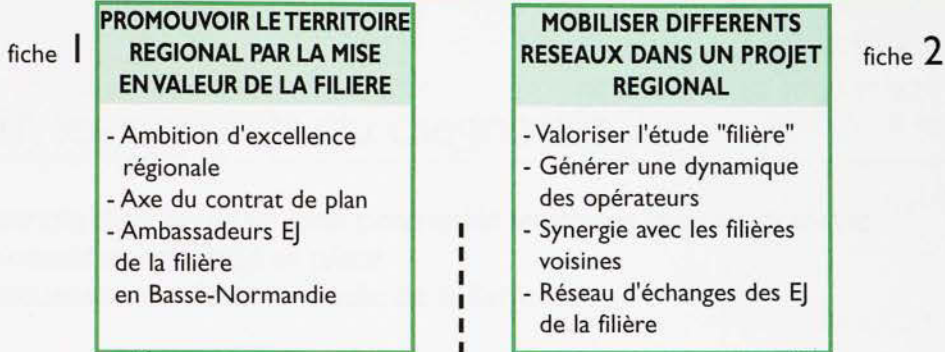 fiche 1
PROMOUVOIR LE TERRITOIRE
REGIONAL PAR LA MISE
EN VALEUR DE LA FILIERE
- Ambition d'excellence
régionale
- Axe du contrat de plan
- Ambassadeurs EJ
de la filière
en Basse-Normandie
MOBILISER DIFFERENTS
RESEAUX DANS UN PROJET
REGIONAL
fiche 2
- Valoriser l'étude "filière"
- Générer une dynamique
des opérateurs
- Synergie avec les filières
voisines
- Réseau d'échanges des EJ
de la filière